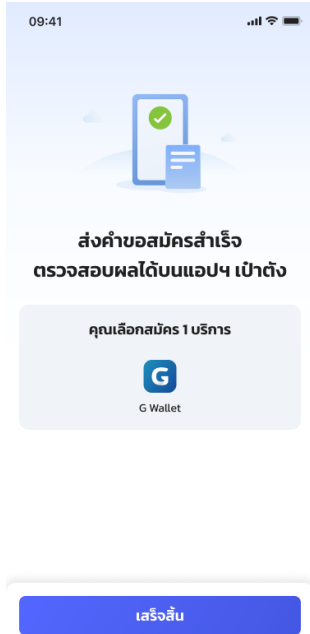 09:41
ส่งคำขอสมัครสำเร็จ
ตรวจสอบผลได้บนแอปฯ เป๋าตัง
คุณเลือกสมัคร 1 บริการ
G
G Wallet
เสร็จสิ้น